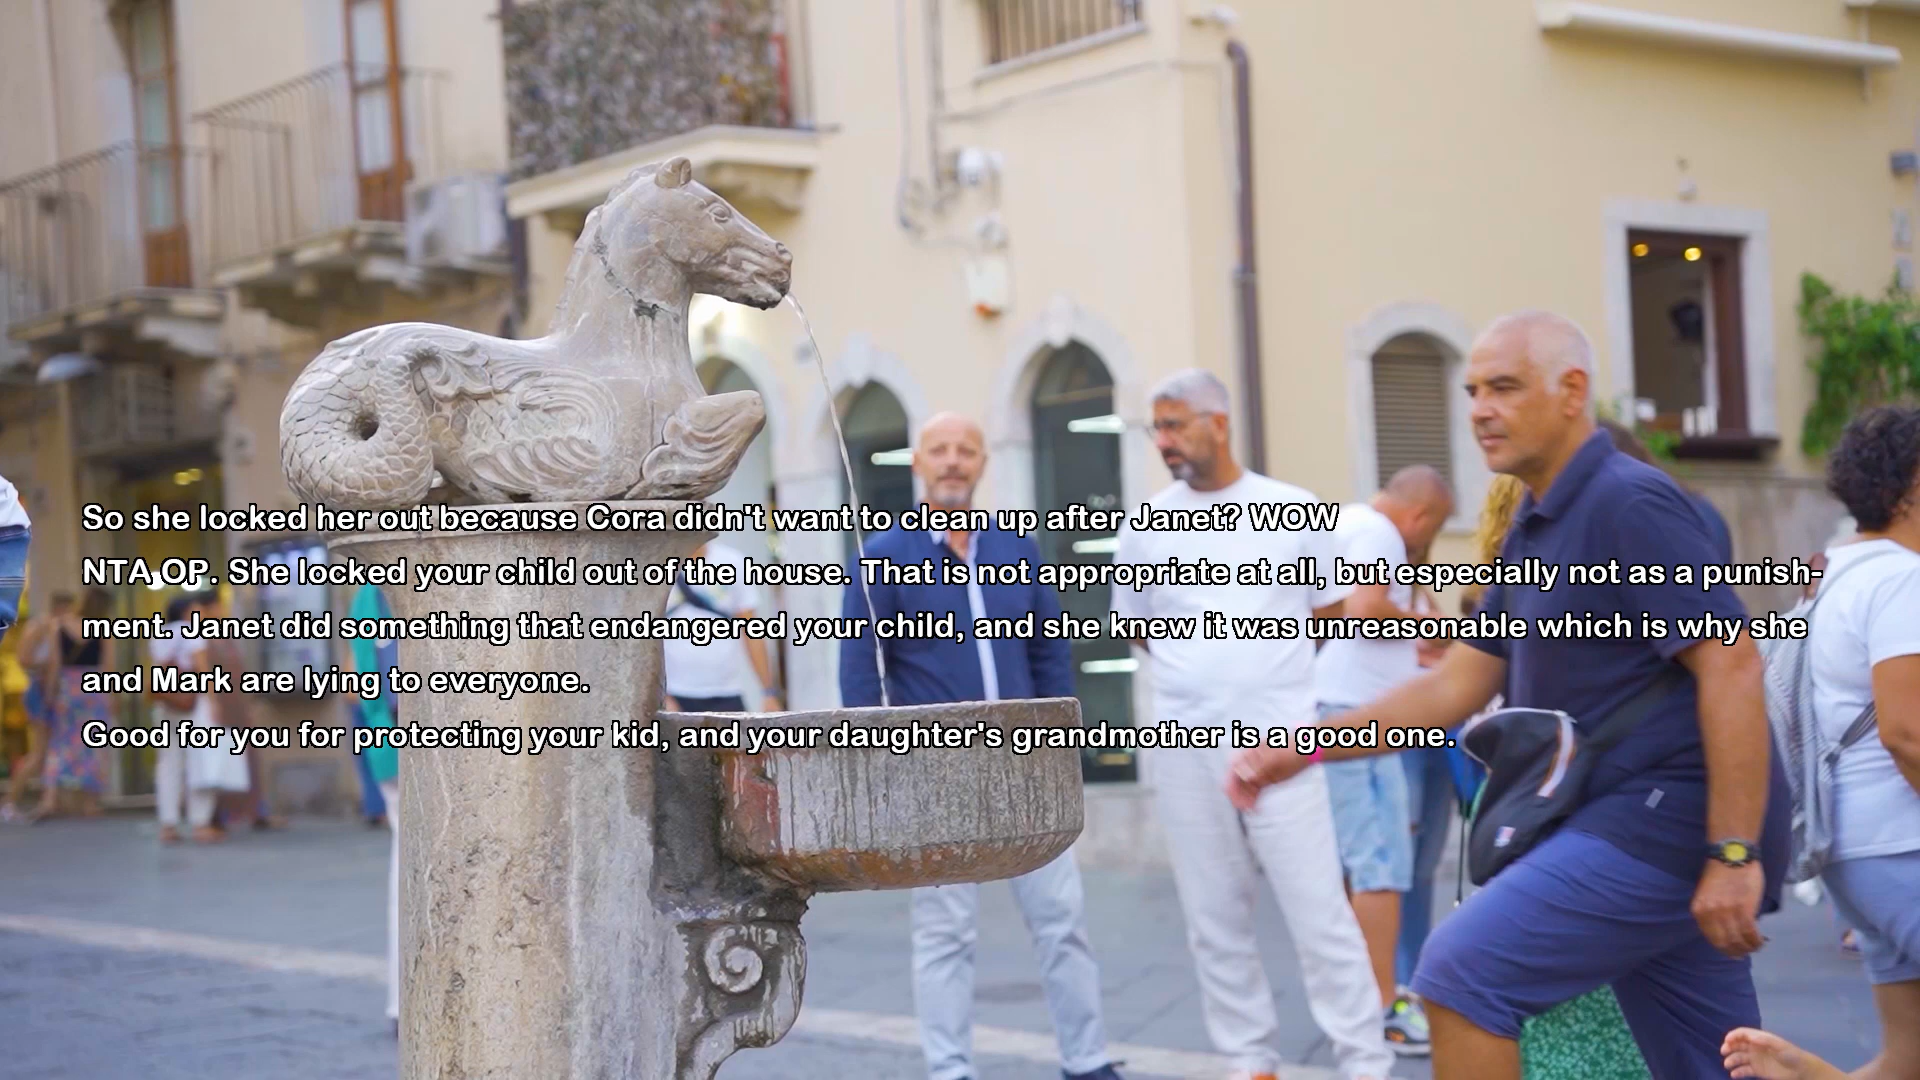 So she locked her out because Cora didn't want to clean up after Janet? WOW
NTA OP. She locked your child out of the house. That is not appropriate at all, but especially not as a punish-
ment. Janet did something that endangered your child, and she knew it was unreasonable which is why she
and Mark are lying to everyone.
Good for you for protecting your kid, and your daughter's grandmother is a good one.